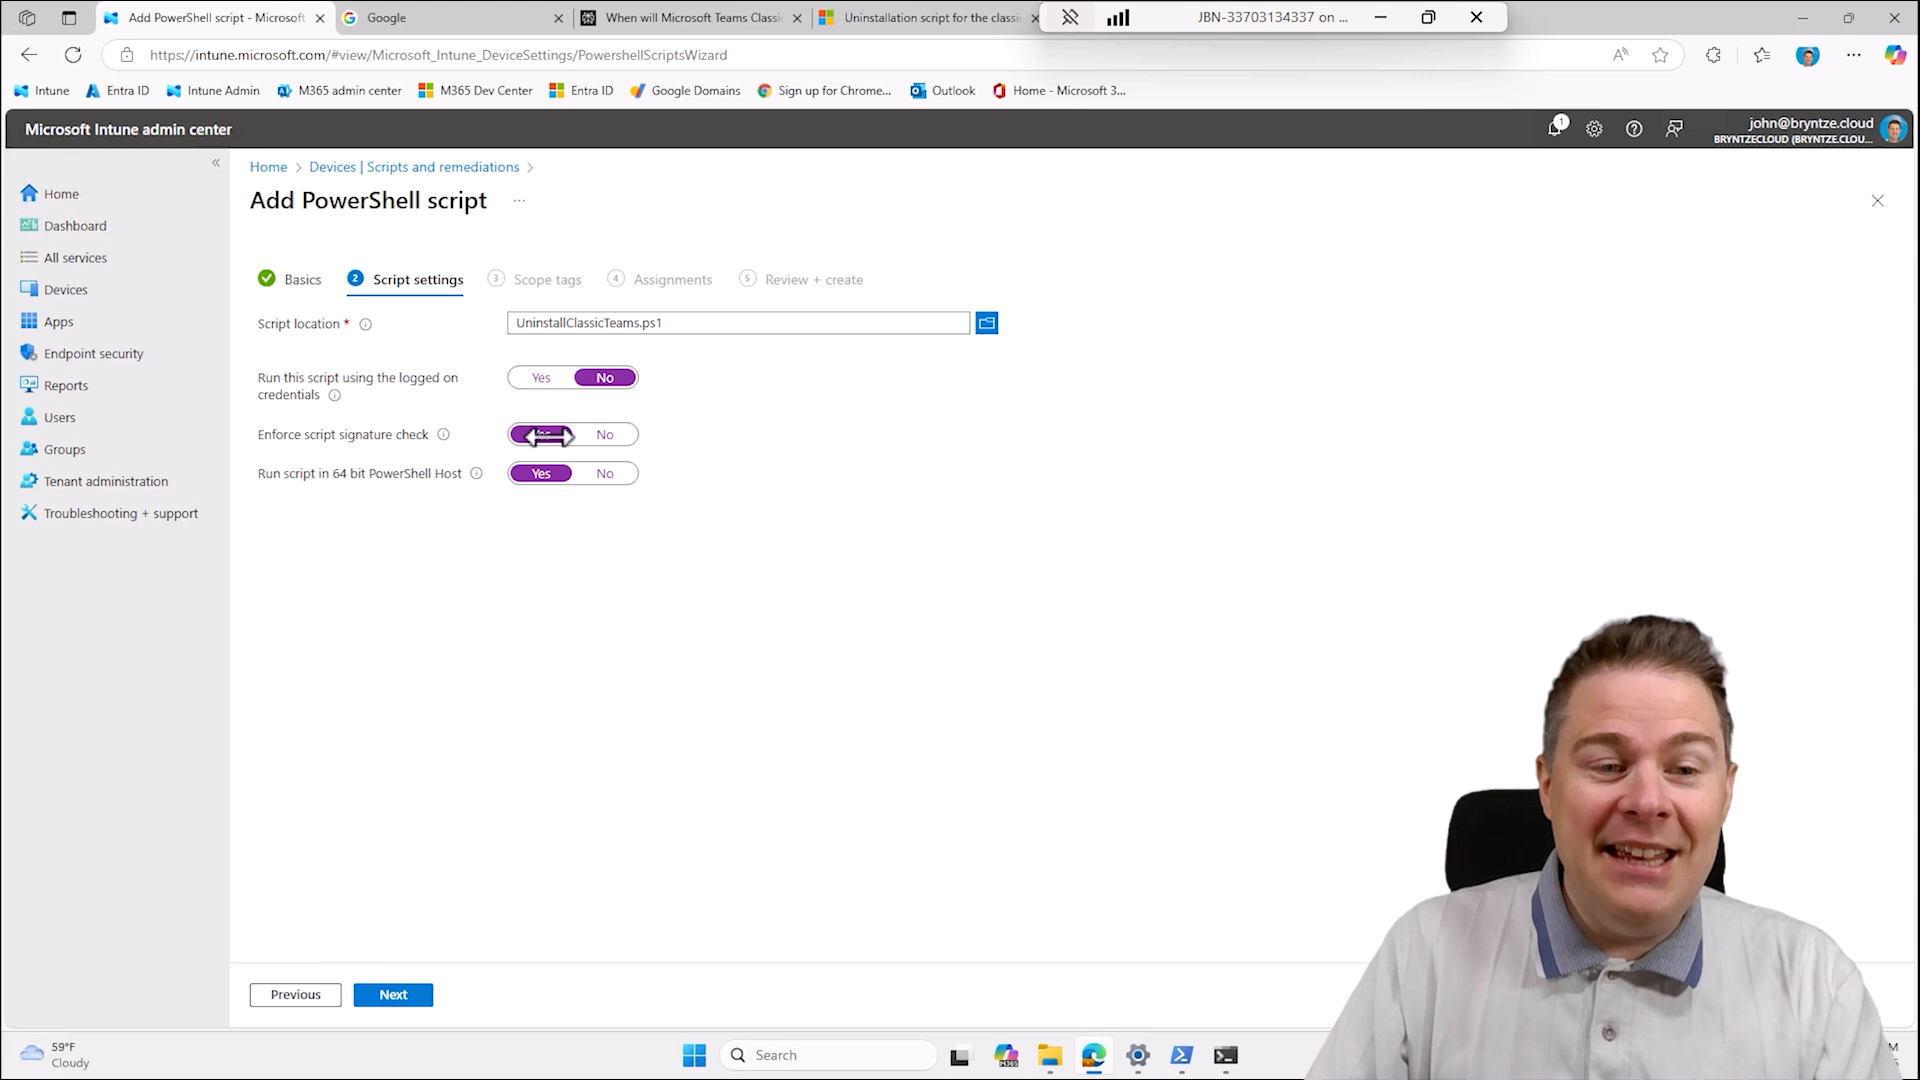 Add PowerShell script - Microsoft
Google
When will Microsoft Teams Classi
Uninstallation script for the classi
JBN-33703134337 on ...
https://intune.microsoft.com/#view/Microsoft_Intune_DeviceSettings/PowershellScriptsWizard
Intune
Entra ID
Intune Admin
M365 admin center
M365 Dev Center
Entra ID
Google Domains
Sign up for Chrome...
Outlook
Home - Microsoft 3...
Microsoft Intune admin center
1
john@bryntze.cloud
BRYNTZECLOUD (BRYNTZE.CLOU...
Home > Devices | Scripts and remediations >
Add PowerShell script ...
Home
Dashboard
All services
Devices
Apps
Endpoint security
Reports
Users
Groups
Tenant administration
Troubleshooting + support
Basics
2 Script settings
3 Scope tags
4 Assignments
5 Review + create
Script location *
UninstallClassicTeams.ps1
Run this script using the logged on
credentials
Yes No
Enforce script signature check
No
Run script in 64 bit PowerShell Host
Yes No
Previous
Next
59°F
Cloudy
Search
M365